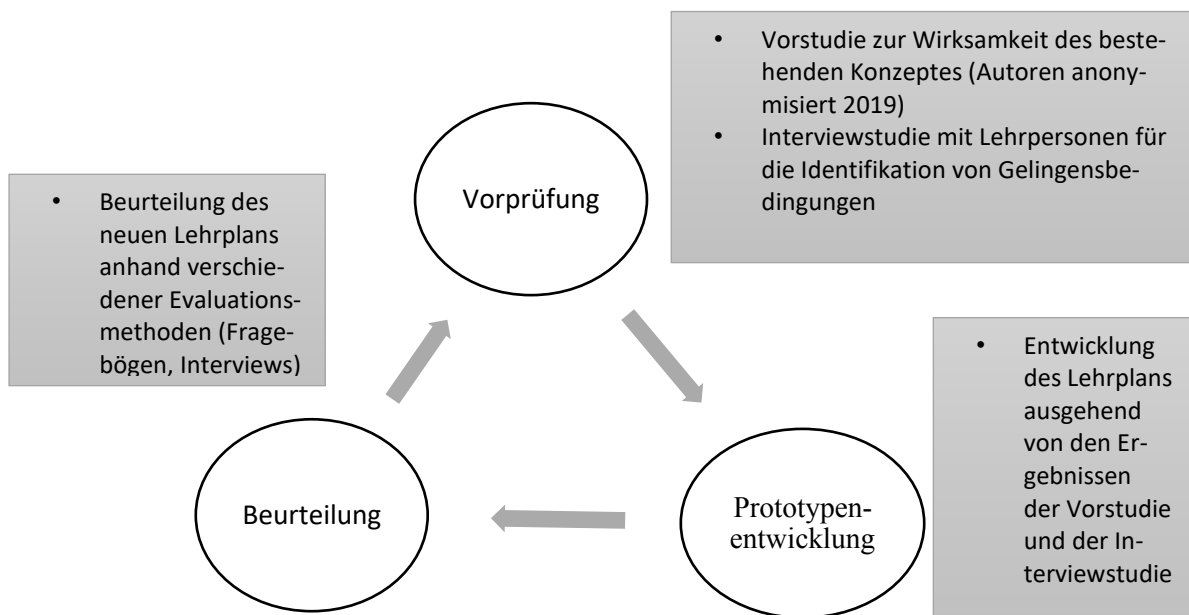 • Vorstudie zur Wirksamkeit des beste-
henden Konzeptes (Autoren anony-
misiert 2019)
• Interviewstudie mit Lehrpersonen für
die Identifikation von Gelingensbe-
dingungen
Vorprüfung
• Beurteilung des
neuen Lehrplans
anhand verschie-
dener Evaluations-
methoden (Frage-
bögen, Interviews)
• Entwicklung
des Lehrplans
ausgehend
von den Er-
gebnissen
der Vorstudie
und der In-
terviewstudie
Beurteilung
Prototypen-
entwicklung